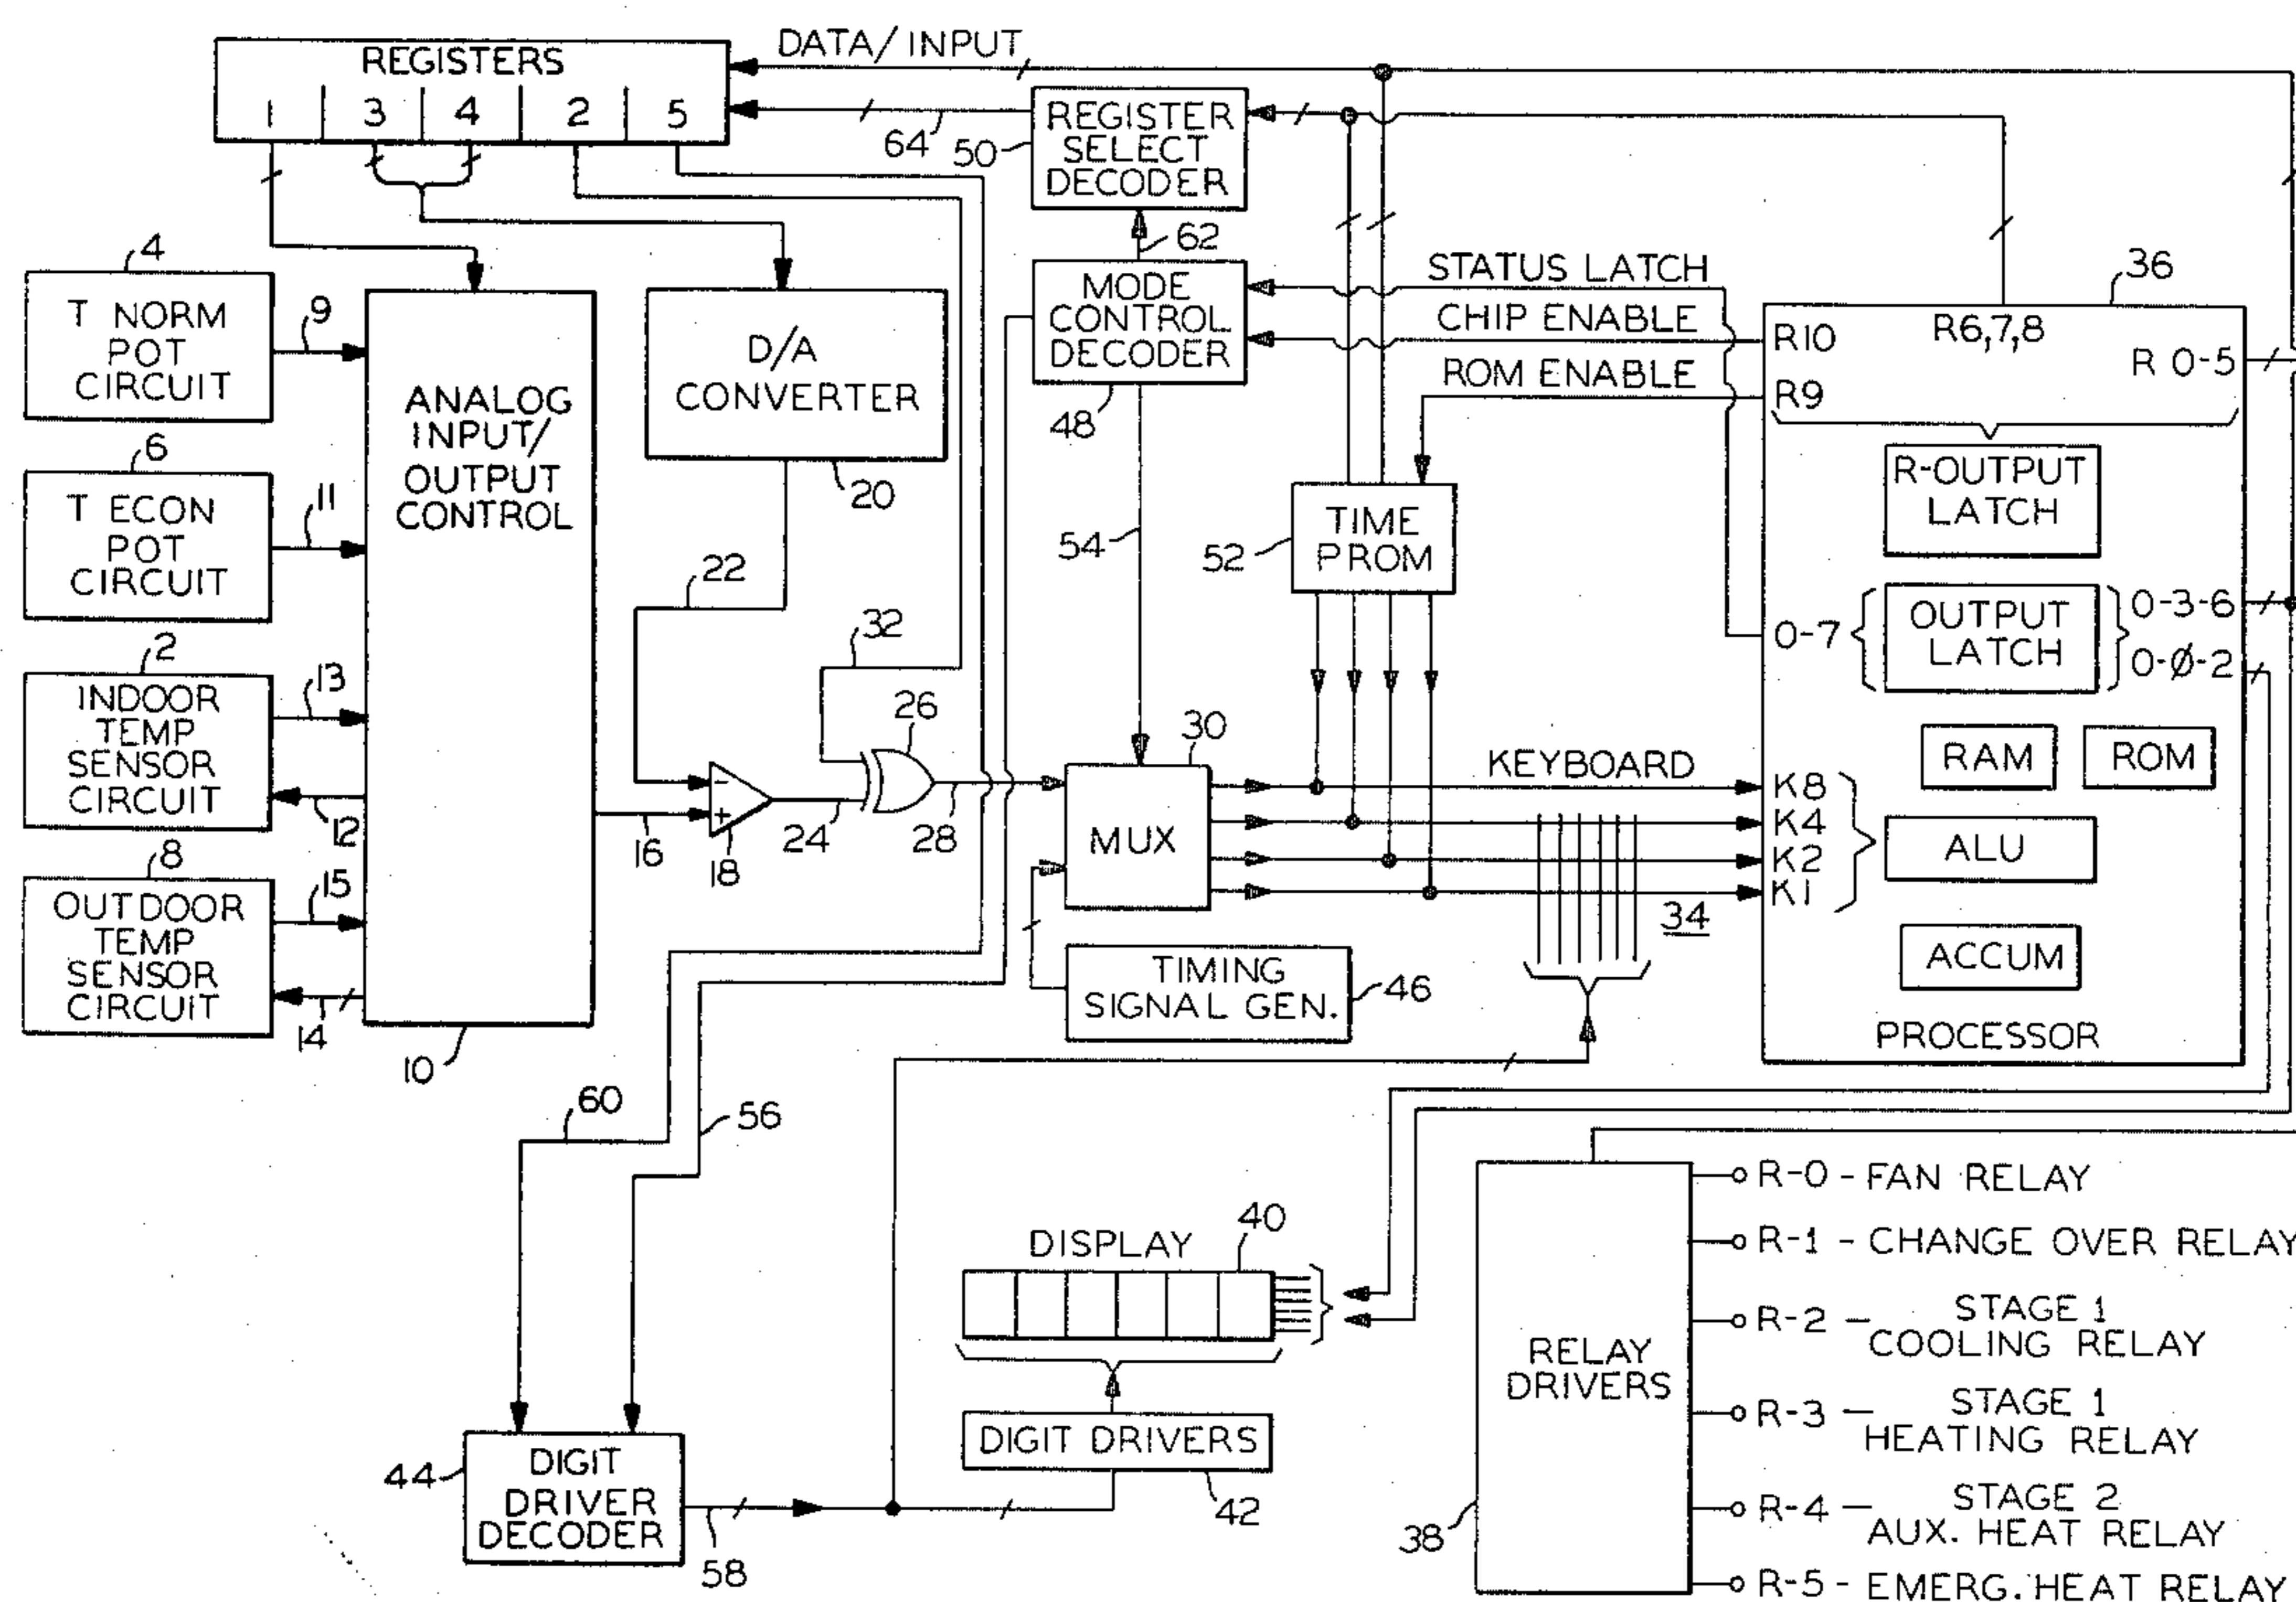 DATA/INPUT
REGISTERS
1 3 4 2 5
64
50
REGISTER
SELECT
DECODER
62
STATUS LATCH
CHIP ENABLE
ROM ENABLE
MODE
CONTROL
DECODER
48
54
4
T NORM
POT
CIRCUIT
9
6
T ECON
POT
CIRCUIT
11
2
INDOOR
TEMP
SENSOR
CIRCUIT
13
12
8
OUTDOOR
TEMP
SENSOR
CIRCUIT
15
14
ANALOG
INPUT/
OUTPUT
CONTROL
10
D/A
CONVERTER
20
22
32
26
-
+
16
18
24
28
30
MUX
TIME
PROM
52
KEYBOARD
34
TIMING
SIGNAL GEN.
46
36
R10
R6,7,8
R 0-5
R9
R-OUTPUT
LATCH
0-7
OUTPUT
LATCH
0-3-6
0-Ø-2
RAM
ROM
K8
K4
K2
K1
ALU
ACCUM
PROCESSOR
60
56
DISPLAY
40
DIGIT DRIVERS
42
44
DIGIT
DRIVER
DECODER
58
RELAY
DRIVERS
38
R-0 - FAN RELAY
R-1 - CHANGE OVER RELAY
R-2 - STAGE 1
COOLING RELAY
R-3 - STAGE 1
HEATING RELAY
R-4 - STAGE 2
AUX. HEAT RELAY
R-5 - EMERG. HEAT RELAY